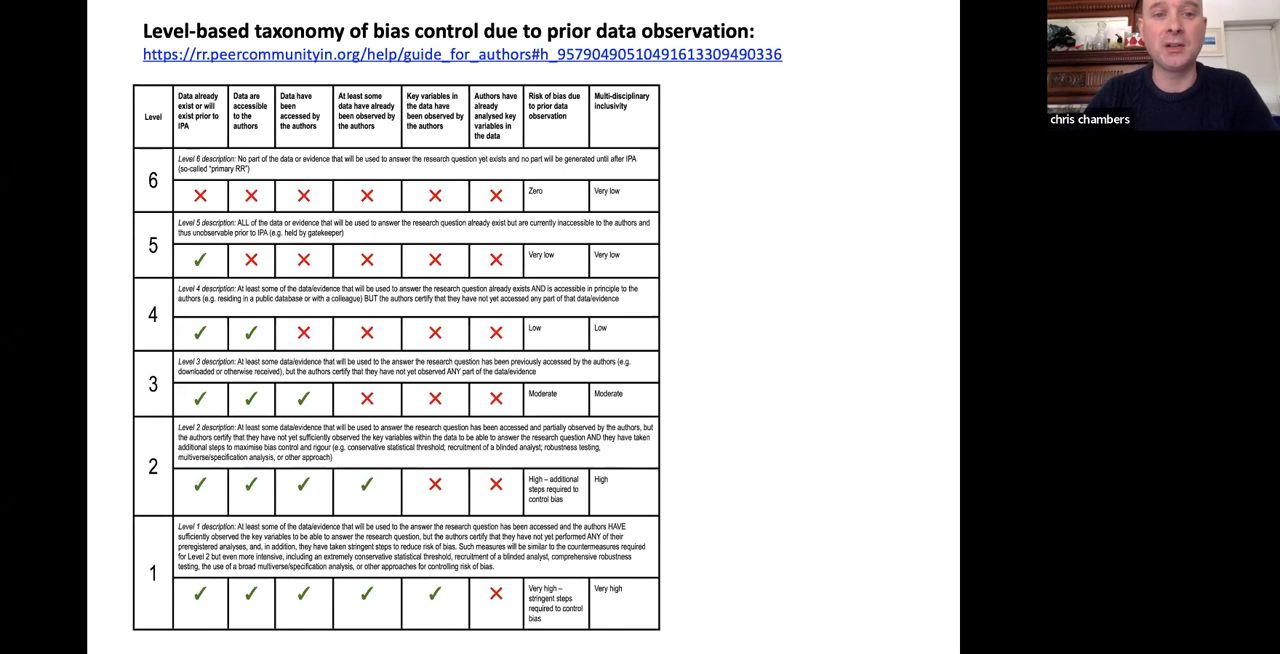 Level-based taxonomy of bias control due to prior data observation:
https://rr.peercommunityin.org/help/guide_for_authors#h_95790490510491613309490336
chris chambers
Level
Data already
exist or will
exist prior to
IPA
Data are
accessible
to the
authors
Data have
been
accessed by
the authors
At least some
data have already
been observed by
the authors
Key variables in
the data have
been observed by
the authors
Authors have
already
analysed key
variables in
the data
Risk of bias due
to prior data
observation
Multi-disciplinary
inclusivity
6
Level 6 description: No part of the data or evidence that will be used to answer the research question yet exists and no part will be generated until after IPA
(so-called "primary RR")
✕ ✕ ✕ ✕ ✕ ✕ Zero Very low
5
Level 5 description: ALL of the data or evidence that will be used to answer the research question already exist but are currently inaccessible to the authors and
thus unobservable prior to IPA (e.g. held by gatekeeper)
✓ ✕ ✕ ✕ ✕ ✕ Very low Very low
4
Level 4 description: At least some of the data/evidence that will be used to answer the research question already exists AND is accessible in principle to the
authors (e.g. residing in a public database or with a colleague) BUT the authors certify that they have not yet accessed any part of that data/evidence
✓ ✓ ✕ ✕ ✕ ✕ Low Low
3
Level 3 description: At least some data/evidence that will be used to the answer the research question has been previously accessed by the authors (e.g.
downloaded or otherwise received), but the authors certify that they have not yet observed ANY part of the data/evidence
✓ ✓ ✓ ✕ ✕ ✕ Moderate Moderate
2
Level 2 description: At least some data/evidence that will be used to answer the research question has been accessed and partially observed by the authors, but
the authors certify that they have not yet sufficiently observed the key variables within the data to be able to answer the research question AND they have taken
additional steps to maximise bias control and rigour (e.g. conservative statistical threshold; recruitment of a blinded analyst; robustness testing,
multiverse/specification analysis, or other approach)
✓ ✓ ✓ ✓ ✕ ✕
High – additional
steps required to
control bias
High
1
Level 1 description: At least some of the data/evidence that will be used to the answer the research question has been accessed and the authors HAVE
sufficiently observed the key variables to be able to answer the research question, but the authors certify that they have not yet performed ANY of their
preregistered analyses, and, in addition, they have taken stringent steps to reduce risk of bias. Such measures will be similar to the countermeasures required
for Level 2 but even more intensive, including an extremely conservative statistical threshold, recruitment of a blinded analyst, comprehensive robustness
testing, the use of a broad multiverse/specification analysis, or other approaches for controlling risk of bias.
✓ ✓ ✓ ✓ ✓ ✕
Very high –
stringent steps
required to control
bias
Very high